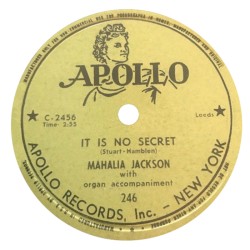 APOLLO
C-2456
Time - 2:55
Leeds
IT IS NO SECRET
(Stuart-Hamblen)
MAHALIA JACKSON
with
organ accompaniment
246
APOLLO RECORDS, Inc. - NEW YORK